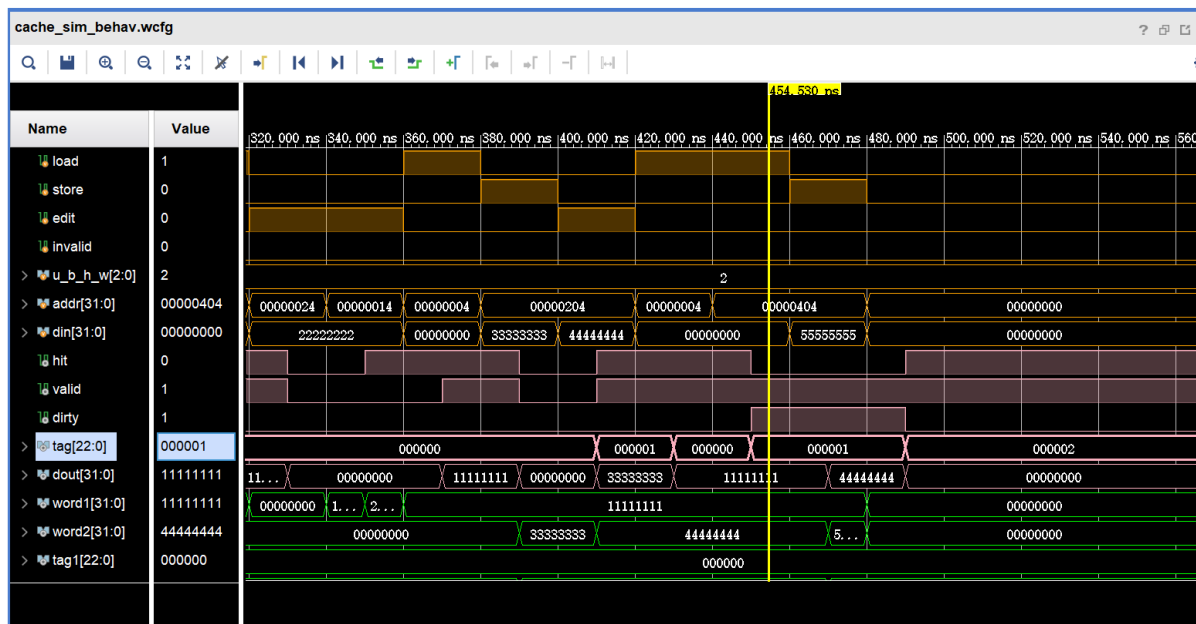 cache_sim_behav.wcfg
?
454.530 ns
Name Value
320.000 ns 340.000 ns 360.000 ns 380.000 ns 400.000 ns 420.000 ns 440.000 ns 460.000 ns 480.000 ns 500.000 ns 520.000 ns 540.000 ns 560
load 1
store 0
edit 0
invalid 0
u_b_h_w[2:0] 2 2
addr[31:0] 00000404 00000024 00000014 00000004 00000204 00000004 00000404 00000000
din[31:0] 00000000 22222222 00000000 33333333 44444444 00000000 55555555 00000000
hit 0
valid 1
dirty 1
tag[22:0] 000001 000000 000001 000000 000001 000002
dout[31:0] 11111111 11... 00000000 11111111 00000000 33333333 11111111 44444444 00000000
word1[31:0] 11111111 00000000 1... 2... 11111111 00000000
word2[31:0] 44444444 00000000 33333333 44444444 5... 00000000
tag1[22:0] 000000 000000